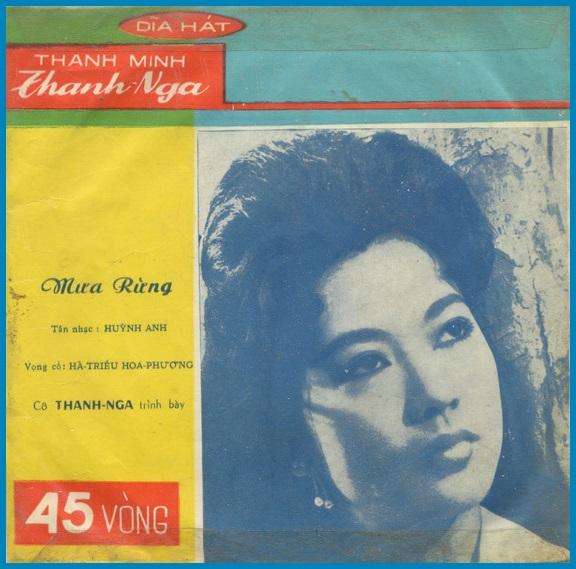 ĐĨA HÁT
THANH MINH
Thanh-Nga
Mưa Rừng
Tân nhạc : HUỲNH ANH
Vọng cổ : HÀ-TRIỀU HOA-PHƯỢNG
Cô THANH-NGA trình bày
45 VÒNG